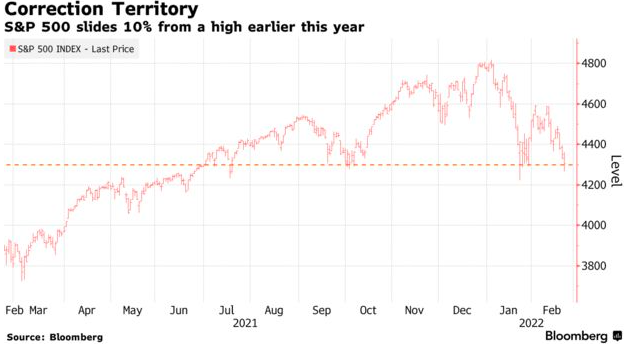 Correction Territory
S&P 500 slides 10% from a high earlier this year
S&P 500 INDEX - Last Price
4800
4600
4400
4200
4000
3800
Level
Feb Mar Apr May Jun Jul Aug Sep Oct Nov Dec Jan Feb
2021 2022
Source: Bloomberg
Bloomberg